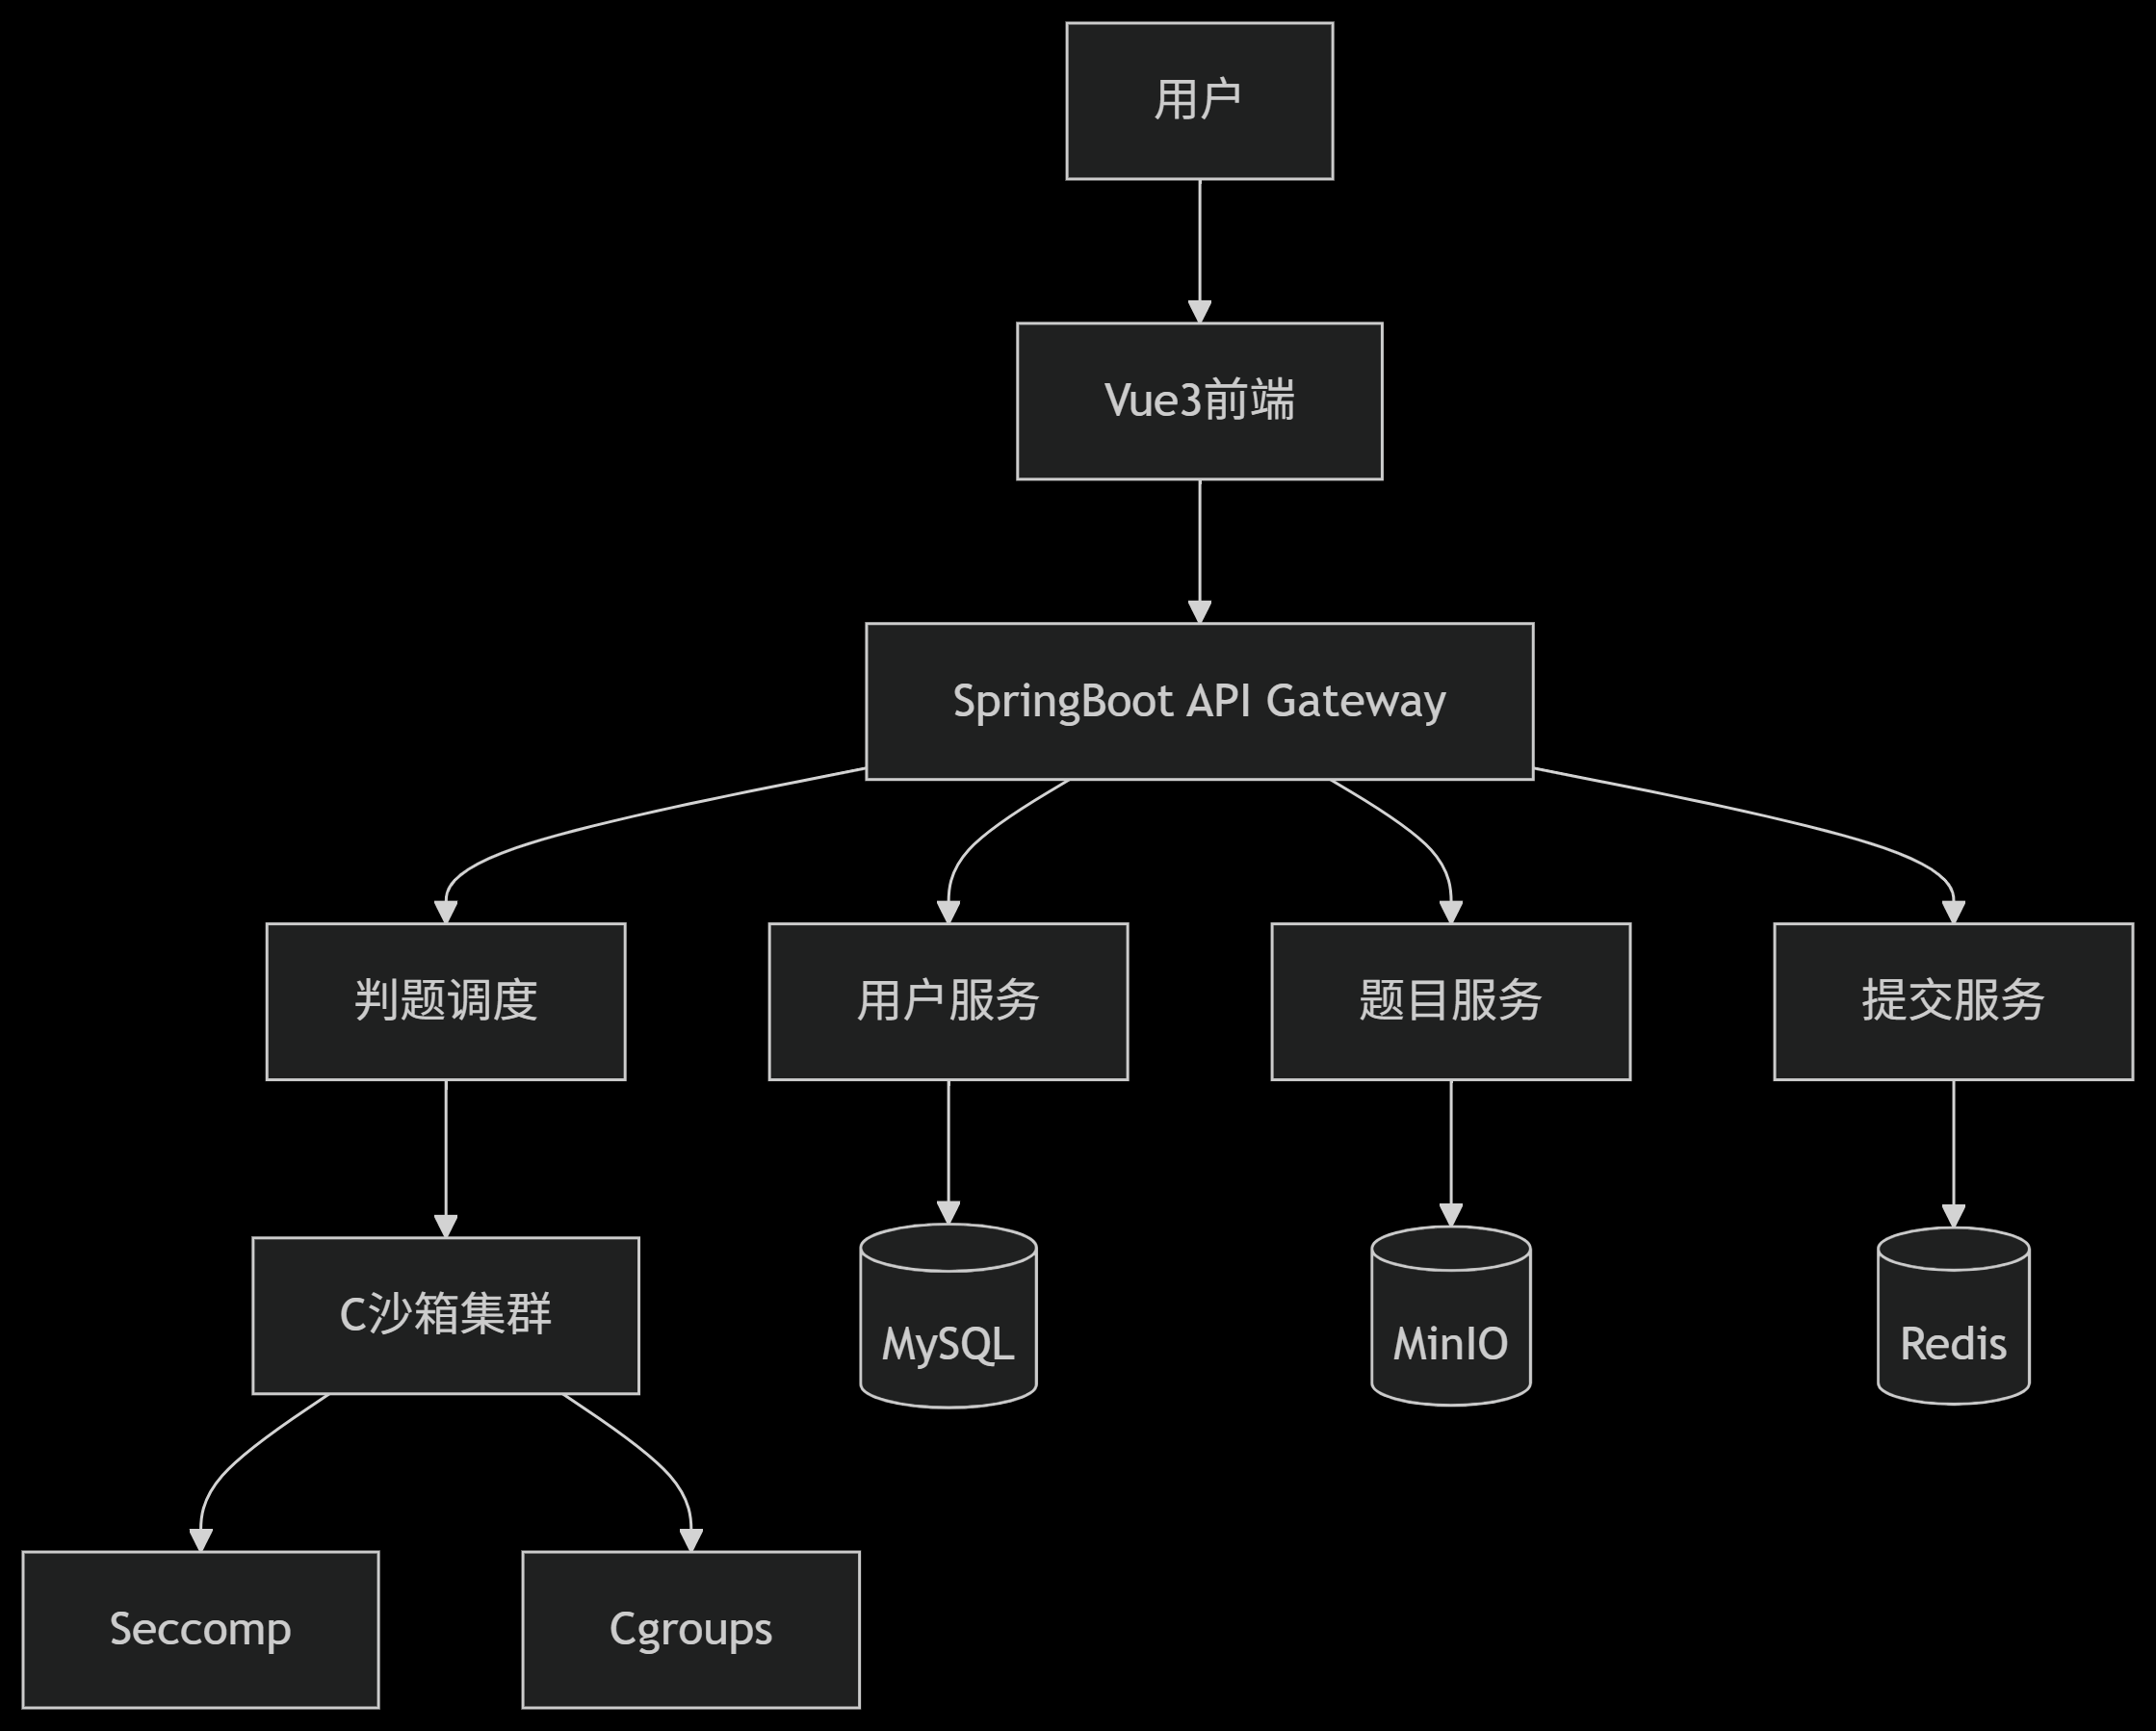 用户
Vue3前端
SpringBoot API Gateway
判题调度
用户服务
题目服务
提交服务
C沙箱集群
MySQL
MinIO
Redis
Seccomp
Cgroups